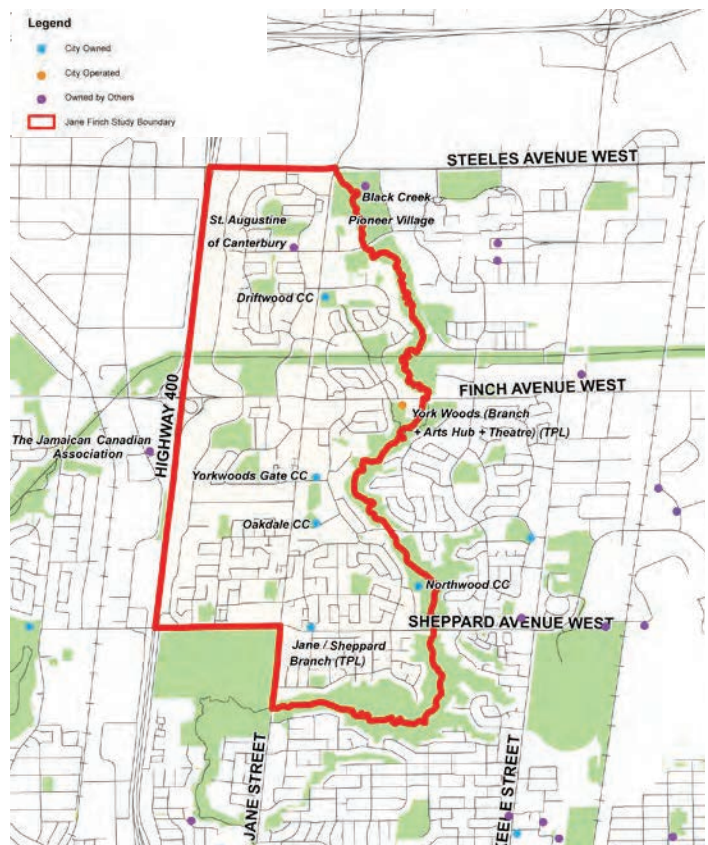 Legend
City Owned
City Operated
Owned by Others
Jane Finch Study Boundary
STEELES AVENUE WEST
Black Creek
Pioneer Village
St. Augustine
of Canterbury
Driftwood CC
HIGHWAY 400
FINCH AVENUE WEST
York Woods (Branch
+ Arts Hub + Theatre) (TPL)
The Jamaican Canadian
Association
Yorkwoods Gate CC
Oakdale CC
Northwood CC
SHEPPARD AVENUE WEST
Jane / Sheppard
Branch (TPL)
JANE STREET
KEELE STREET